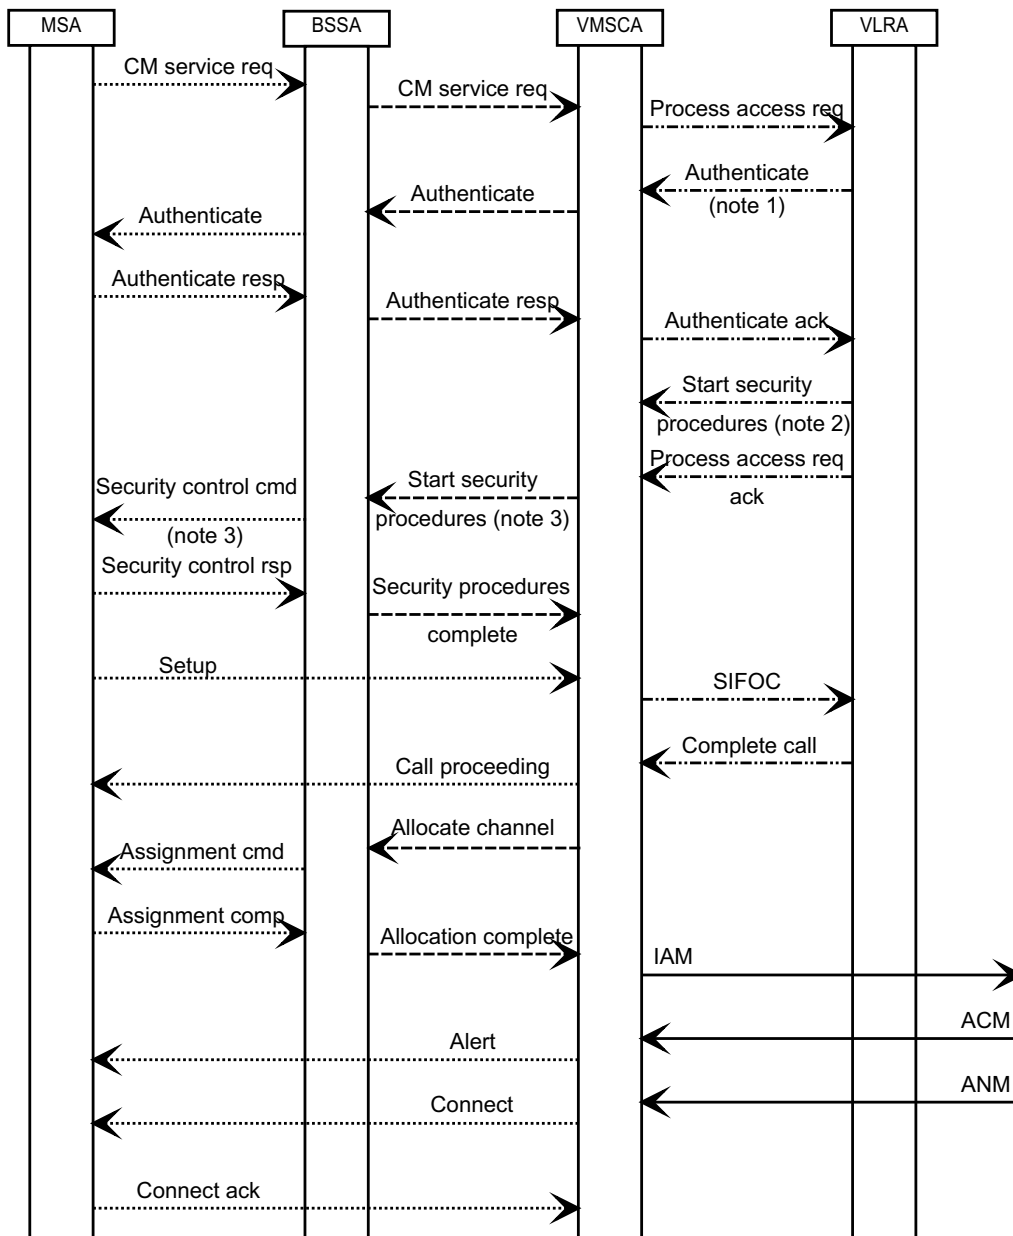 MSA
BSSA
VMSCA
VLRA
CM service req
CM service req
Process access req
Authenticate
(note 1)
Authenticate
Authenticate
Authenticate resp
Authenticate resp
Authenticate ack
Start security
procedures (note 2)
Process access req
ack
Start security
procedures (note 3)
Security control cmd
(note 3)
Security control rsp
Security procedures
complete
Setup
SIFOC
Complete call
Call proceeding
Allocate channel
Assignment cmd
Assignment comp
Allocation complete
IAM
ACM
Alert
ANM
Connect
Connect ack